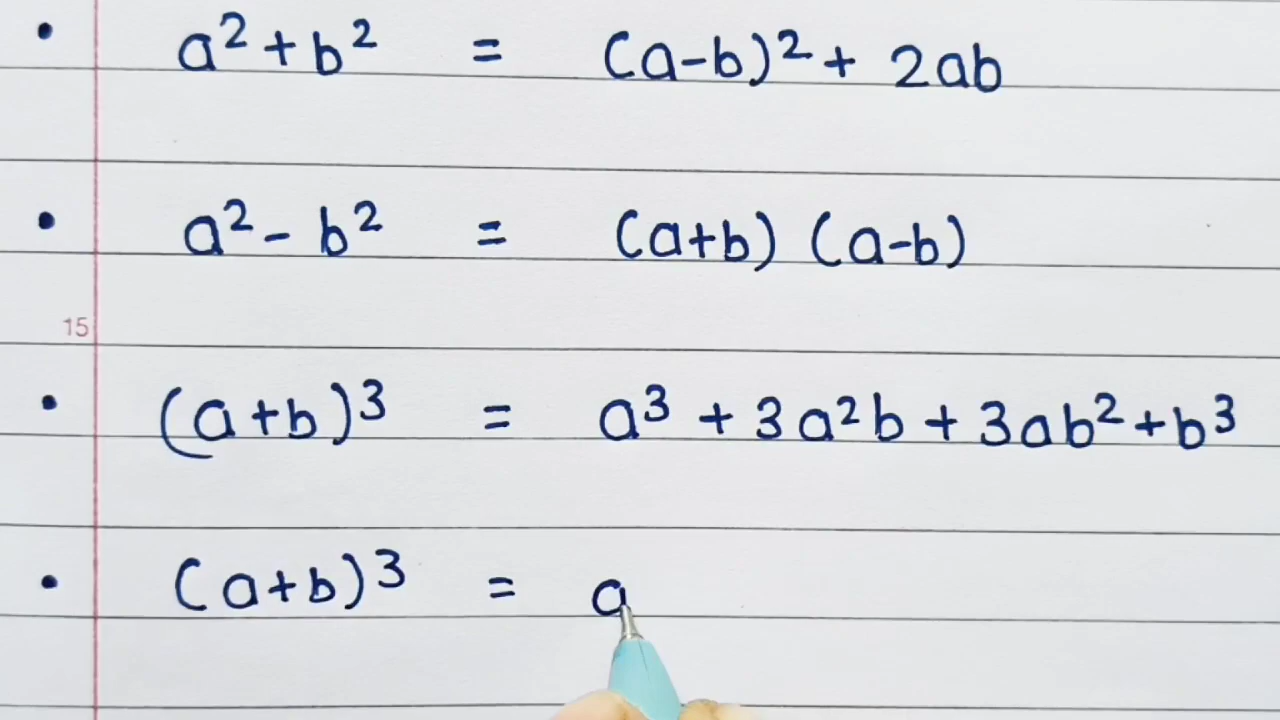 • a² + b² = (a-b)² + 2ab
• a² - b² = (a+b) (a-b)
15
• (a+b)³ = a³ + 3a²b + 3ab² + b³
• (a+b)³ = a